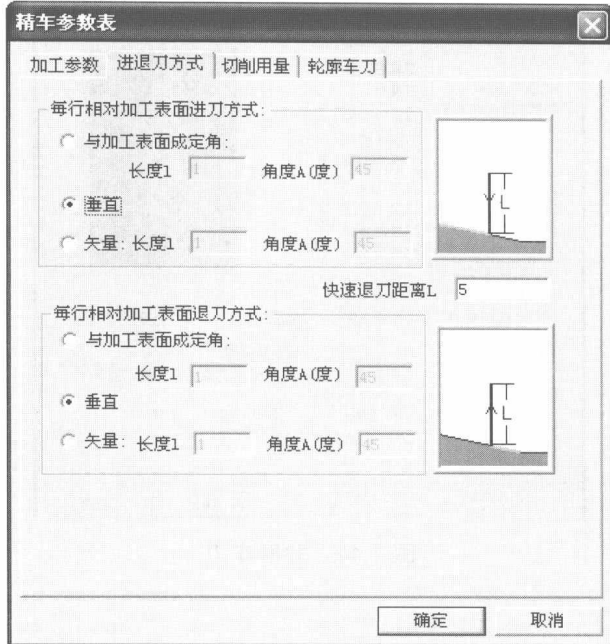 精车参数表
加工参数 进退刀方式 切削用量 轮廓车刀
每行相对加工表面进刀方式:
与加工表面成定角:
长度l 1 角度A(度) 45
垂直
矢量: 长度l 1 角度A(度) 45
L
快速退刀距离L 5
每行相对加工表面退刀方式:
与加工表面成定角:
长度l 1 角度A(度) 45
垂直
矢量: 长度l 1 角度A(度) 45
L
确定 取消